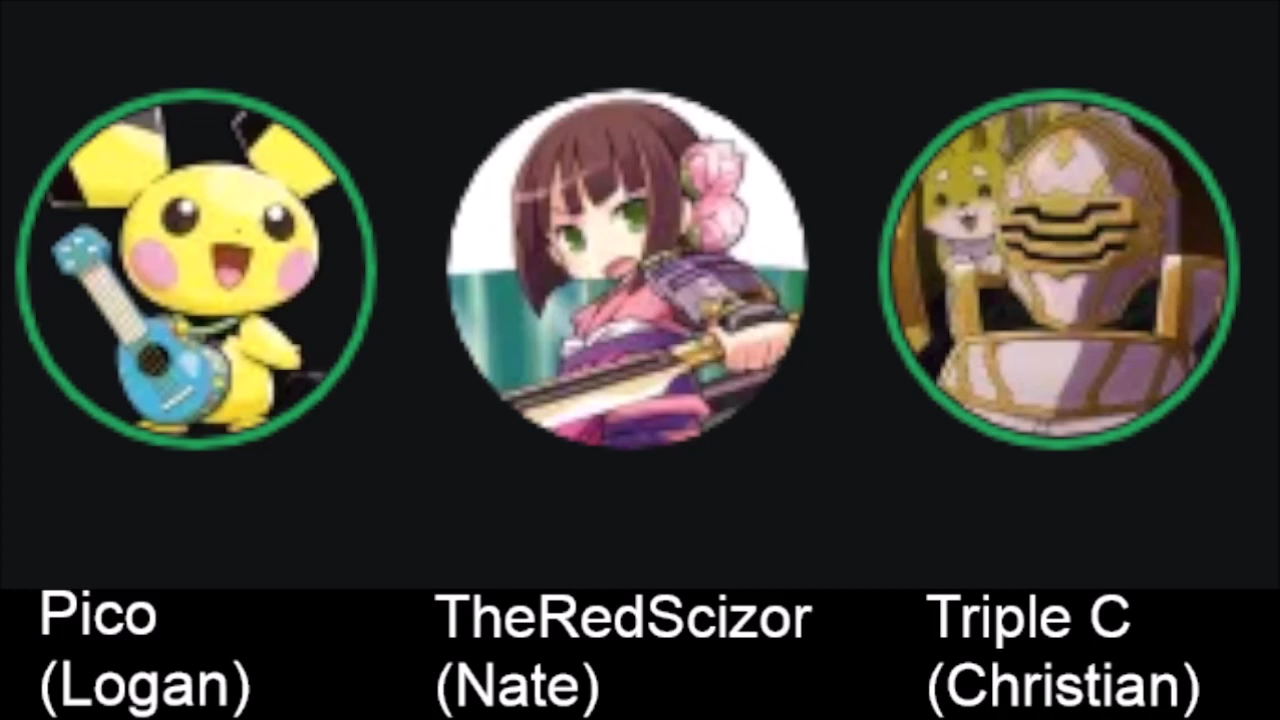 Pico
(Logan)
TheRedScizor
(Nate)
Triple C
(Christian)